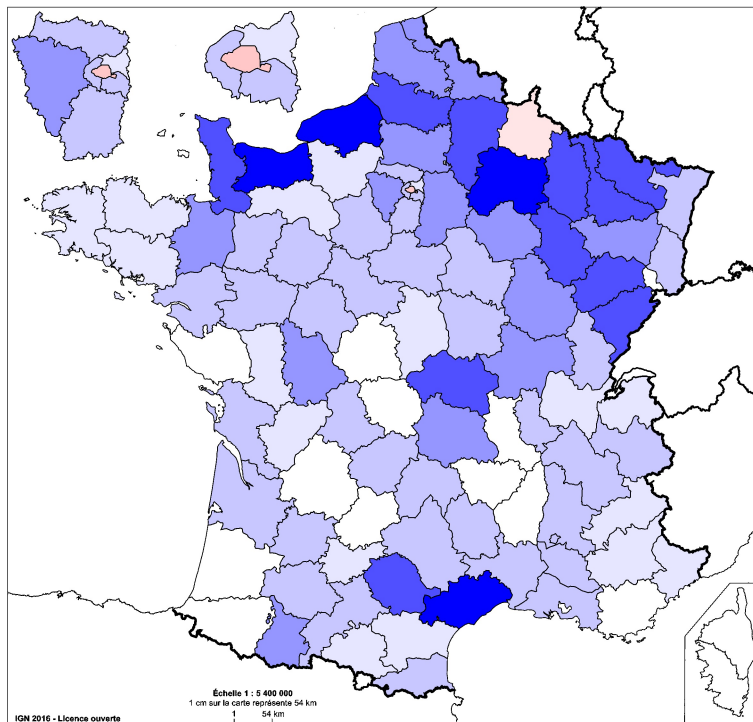 Échelle 1 : 5 400 000
1 cm sur la carte représente 54 km
1 54 km
IGN 2016 - Licence ouverte